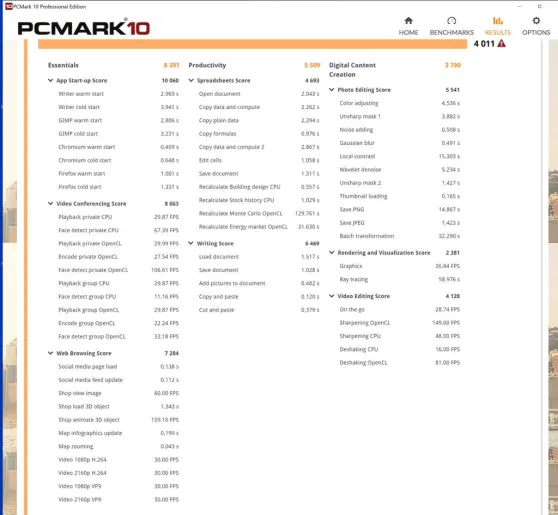 PCMark 10 Professional Edition
PCMARK®10
HOME BENCHMARKS RESULTS OPTIONS
4 011
Essentials 8 391
App Start-up Score 10 060
Writer warm start 2.969 s
Writer cold start 3.941 s
GIMP warm start 2.806 s
GIMP cold start 3.231 s
Chromium warm start 0.409 s
Chromium cold start 0.648 s
Firefox warm start 1.001 s
Firefox cold start 1.331 s
Video Conferencing Score 8 063
Playback private CPU 29.87 FPS
Face detect private CPU 67.39 FPS
Playback private OpenCL 29.99 FPS
Encode private OpenCL 27.54 FPS
Face detect private OpenCL 106.61 FPS
Playback group CPU 29.87 FPS
Face detect group CPU 11.16 FPS
Playback group OpenCL 29.87 FPS
Encode group OpenCL 22.24 FPS
Face detect group OpenCL 33.18 FPS
Web Browsing Score 7 284
Social media page load 0.138 s
Social media feed update 0.112 s
Shop view image 60.00 FPS
Shop load 3D object 1.343 s
Shop animate 3D object 159.10 FPS
Map infographics update 0.199 s
Map zooming 0.043 s
Video 1080p H.264 30.00 FPS
Video 2160p H.264 30.00 FPS
Video 1080p VP9 30.00 FPS
Video 2160p VP9 30.00 FPS
Productivity 5 509
Spreadsheets Score 4 693
Open document 2.043 s
Copy data and compute 2.262 s
Copy plain data 2.294 s
Copy formulas 0.976 s
Copy data and compute 2 2.867 s
Edit cells 1.058 s
Save document 1.311 s
Recalculate Building design CPU 0.557 s
Recalculate Stock history CPU 1.029 s
Recalculate Monte Carlo OpenCL 129.761 s
Recalculate Energy market OpenCL 31.630 s
Writing Score 6 469
Load document 1.517 s
Save document 1.028 s
Add pictures to document 0.482 s
Copy and paste 0.120 s
Cut and paste 0.379 s
Digital Content
Creation 3 790
Photo Editing Score 5 541
Color adjusting 4.536 s
Unsharp mask 1 3.882 s
Noise adding 0.508 s
Gaussian blur 0.491 s
Local contrast 15.303 s
Wavelet denoise 5.234 s
Unsharp mask 2 1.427 s
Thumbnail loading 0.165 s
Save PNG 14.867 s
Save JPEG 1.423 s
Batch transformation 32.290 s
Rendering and Visualization Score 2 381
Graphics 26.84 FPS
Ray tracing 58.976 s
Video Editing Score 4 128
On the go 28.74 FPS
Sharpening OpenCL 149.00 FPS
Sharpening CPU 48.00 FPS
Deshaking CPU 16.00 FPS
Deshaking OpenCL 81.00 FPS